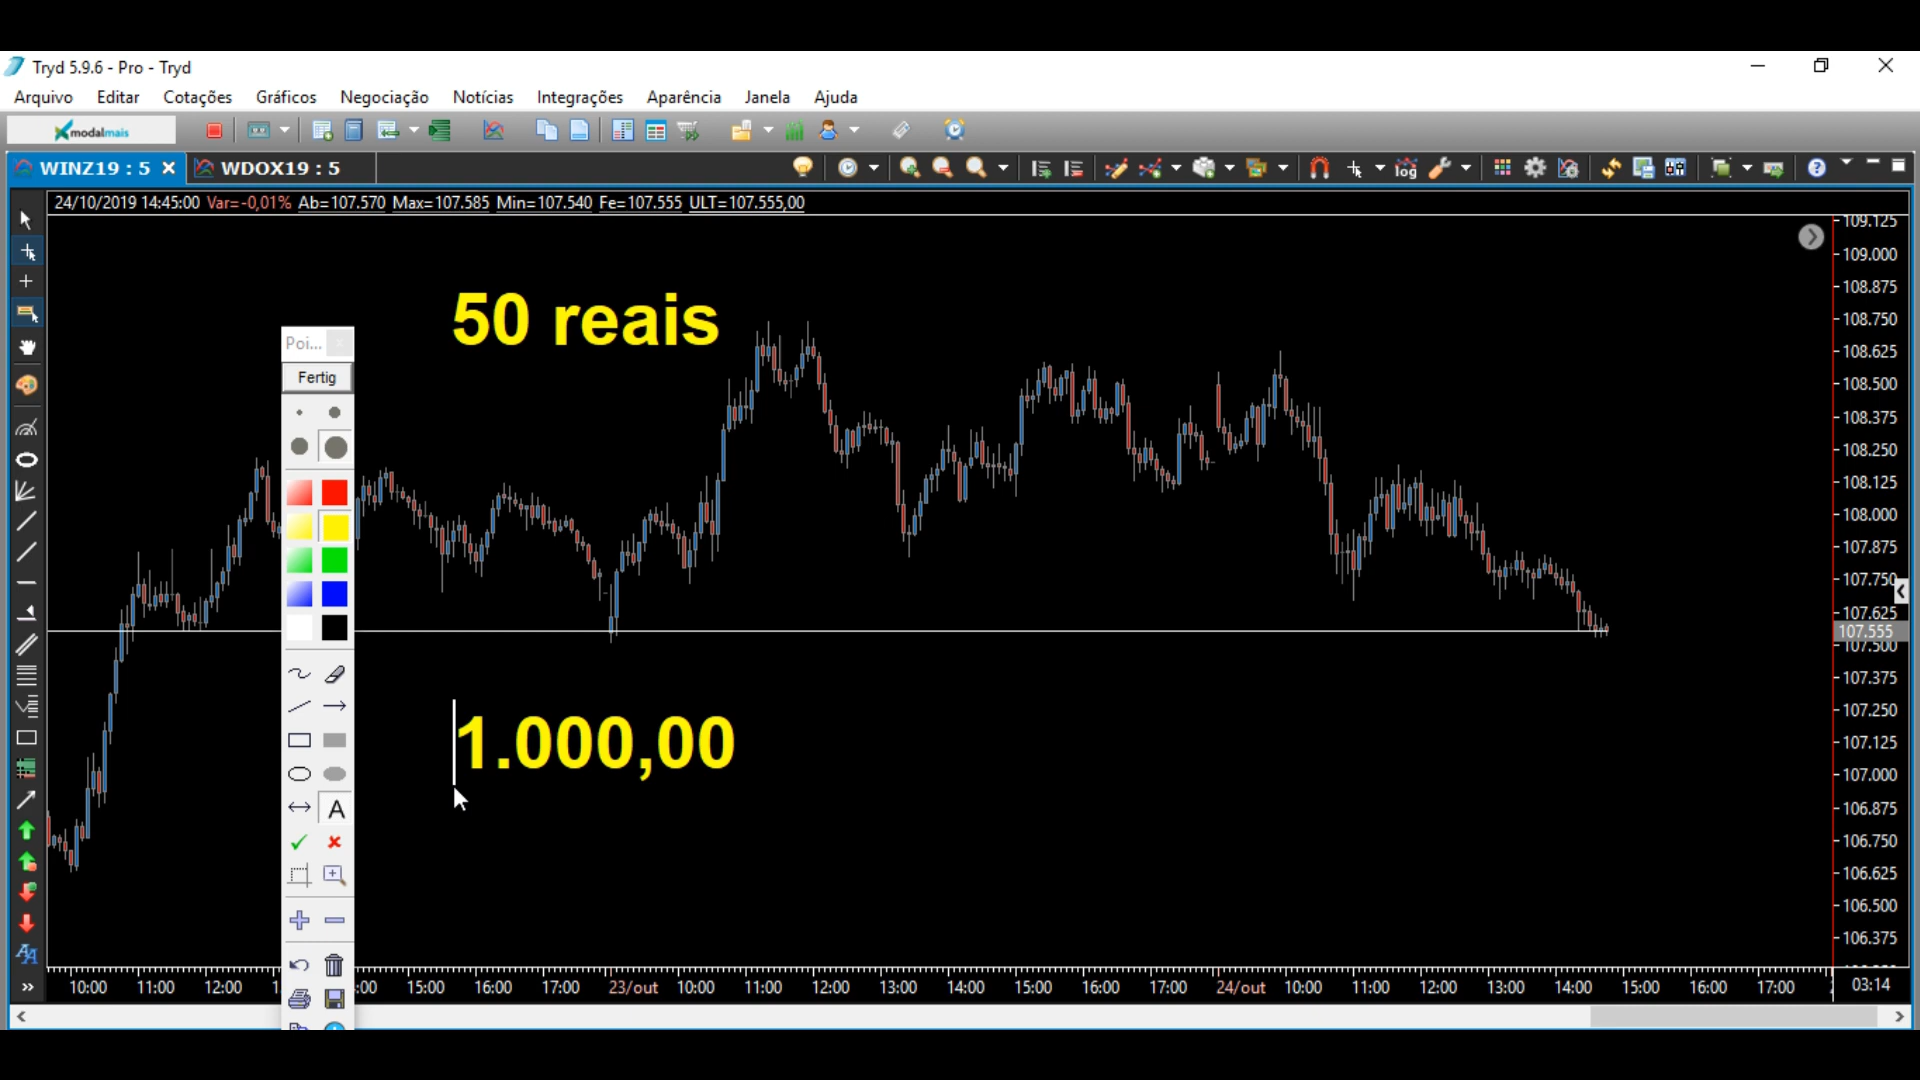 Tryd 5.9.6 - Pro - Tryd
Arquivo Editar Cotações Gráficos Negociação Notícias Integrações Aparência Janela Ajuda
modalmais
WINZ19 : 5 WDOX19 : 5
log
24/10/2019 14:45:00 Var=-0,01% Ab=107.570 Max=107.585 Min=107.540 Fe=107.555 ULT=107.555,00
109.125
109.000
108.875
50 reais
108.750
Poi...
108.625
Fertig
108.500
108.375
108.250
108.125
108.000
107.875
107.750
107.625
107.555
107.500
107.375
107.250
1.000,00
107.125
107.000
A
106.875
106.750
106.625
106.500
106.375
10:00 11:00 12:00 1 :00 15:00 16:00 17:00 23/out 10:00 11:00 12:00 13:00 14:00 15:00 16:00 17:00 24/out 10:00 11:00 12:00 13:00 14:00 15:00 16:00 17:00 03:14